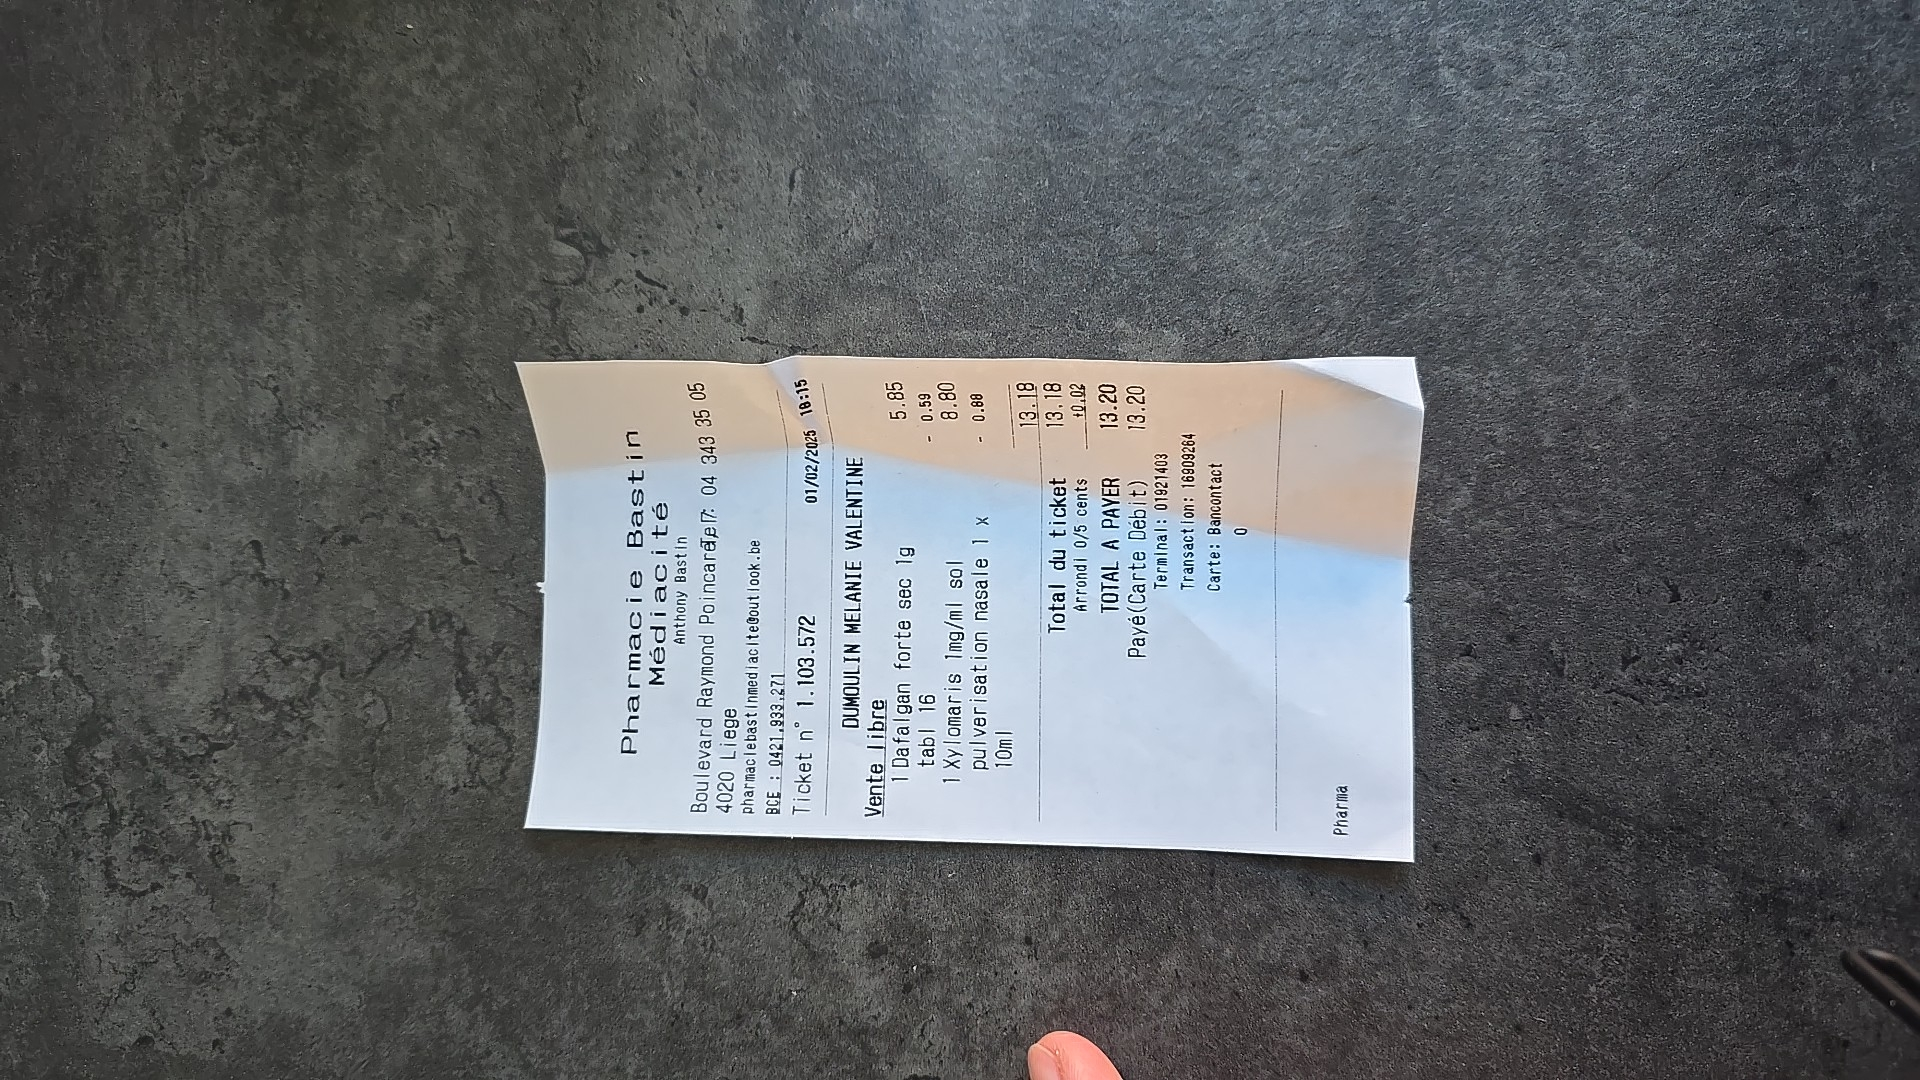 Pharmacie Bastin
Médiacité
Anthony Bastin
Boulevard Raymond Poincaré, 7 Tel: 04 343 35 05
4020 Liege
pharmaciebastinmediacite@outlook.be
BCE : 0421.933.271
Ticket n° 1.103.572 01/02/2025 18:15
DUMOULIN MELANIE VALENTINE
Vente libre
1 Dafalgan forte sec 1g 5.85
tabl 16 - 0.59
1 Xylomaris 1mg/ml sol 8.80
pulverisation nasale 1 x - 0.88
10ml
13.18
Total du ticket 13.18
Arrondi 0/5 cents +0.02
TOTAL A PAYER 13.20
Payé(Carte Débit) 13.20
Terminal: 01921403
Transaction: 16909264
Carte: Bancontact
0
Pharma